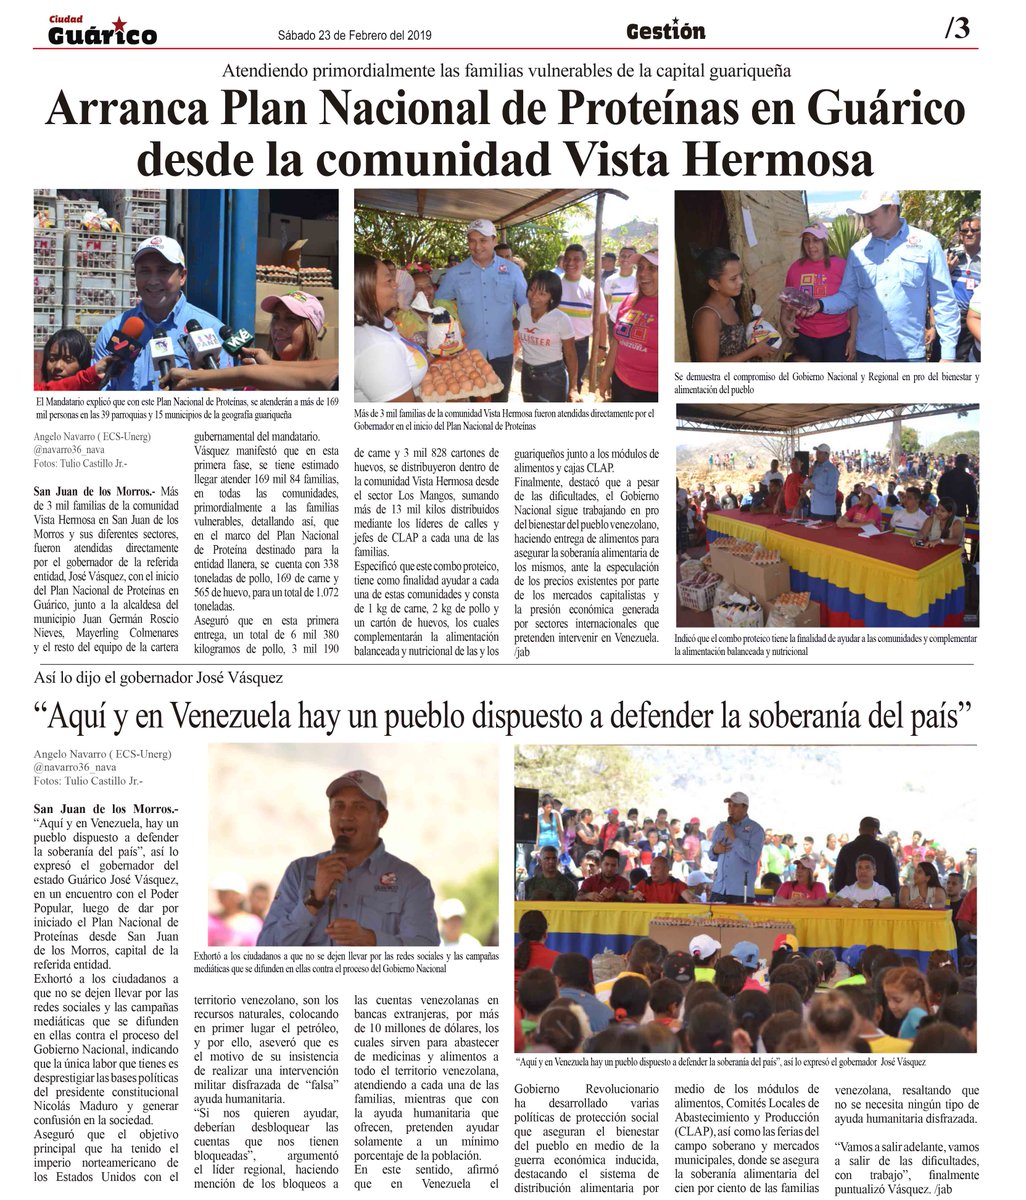 Ciudad
Guárico
Sábado 23 de Febrero del 2019
Gestión
/3
Atendiendo primordialmente las familias vulnerables de la capital guariqueña
Arranca Plan Nacional de Proteínas en Guárico
desde la comunidad Vista Hermosa
El Mandatario explicó que con este Plan Nacional de Proteínas, se atenderán a más de 169
mil personas en las 39 parroquias y 15 municipios de la geografía guariqueña
Más de 3 mil familias de la comunidad Vista Hermosa fueron atendidas directamente por el
Gobernador en el inicio del Plan Nacional de Proteínas
Se demuestra el compromiso del Gobierno Nacional y Regional en pro del bienestar y
alimentación del pueblo
Indicó que el combo proteico tiene la finalidad de ayudar a las comunidades y complementar
la alimentación balanceada y nutricional
Angelo Navarro ( ECS-Unerg)
@navarro36_nava
Fotos: Tulio Castillo Jr.-
San Juan de los Morros.- Más
de 3 mil familias de la comunidad
Vista Hermosa en San Juan de los
Morros y sus diferentes sectores,
fueron atendidas directamente
por el gobernador de la referida
entidad, José Vásquez, con el inicio
del Plan Nacional de Proteínas en
Guárico, junto a la alcaldesa del
municipio Juan Germán Roscio
Nieves, Mayerling Colmenares
y el resto del equipo de la cartera
gubernamental del mandatario.
Vásquez manifestó que en esta
primera fase, se tiene estimado
llegar atender 169 mil 84 familias,
en todas las comunidades,
primordialmente a las familias
vulnerables, detallando así, que
en el marco del Plan Nacional
de Proteína destinado para la
entidad llanera, se cuenta con 338
toneladas de pollo, 169 de carne y
565 de huevo, para un total de 1.072
toneladas.
Aseguró que en esta primera
entrega, un total de 6 mil 380
kilogramos de pollo, 3 mil 190
de carne y 3 mil 828 cartones de
huevos, se distribuyeron dentro de
la comunidad Vista Hermosa desde
el sector Los Mangos, sumando
más de 13 mil kilos distribuidos
mediante los líderes de calles y
jefes de CLAP a cada una de las
familias.
Especificó que este combo proteico,
tiene como finalidad ayudar a cada
una de estas comunidades y consta
de 1 kg de carne, 2 kg de pollo y
un cartón de huevos, los cuales
complementarán la alimentación
balanceada y nutricional de las y los
guariqueños junto a los módulos de
alimentos y cajas CLAP.
Finalmente, destacó que a pesar
de las dificultades, el Gobierno
Nacional sigue trabajando en pro
del bienestar del pueblo venezolano,
haciendo entrega de alimentos para
asegurar la soberanía alimentaria de
los mismos, ante la especulación
de los precios existentes por parte
de los mercados capitalistas y
la presión económica generada
por sectores internacionales que
pretenden intervenir en Venezuela.
/jab
Así lo dijo el gobernador José Vásquez
“Aquí y en Venezuela hay un pueblo dispuesto a defender la soberanía del país”
Angelo Navarro ( ECS-Unerg)
@navarro36_nava
Fotos: Tulio Castillo Jr.-
San Juan de los Morros.-
“Aquí y en Venezuela, hay un
pueblo dispuesto a defender
la soberanía del país”, así lo
expresó el gobernador del
estado Guárico José Vásquez,
en un encuentro con el Poder
Popular, luego de dar por
iniciado el Plan Nacional de
Proteínas desde San Juan
de los Morros, capital de la
referida entidad.
Exhortó a los ciudadanos a
que no se dejen llevar por las
redes sociales y las campañas
mediáticas que se difunden
en ellas contra el proceso del
Gobierno Nacional, indicando
que la única labor que tienes es
desprestigiar las bases políticas
del presidente constitucional
Nicolás Maduro y generar
confusión en la sociedad.
Aseguró que el objetivo
principal que ha tenido el
imperio norteamericano de
los Estados Unidos con el
Exhortó a los ciudadanos a que no se dejen llevar por las redes sociales y las campañas
mediáticas que se difunden en ellas contra el proceso del Gobierno Nacional
territorio venezolano, son los
recursos naturales, colocando
en primer lugar el petróleo,
y por ello, aseveró que es
el motivo de su insistencia
de realizar una intervención
militar disfrazada de “falsa”
ayuda humanitaria.
“Si nos quieren ayudar,
deberían desbloquear las
cuentas que nos tienen
bloqueadas”, argumentó
el líder regional, haciendo
mención de los bloqueos a
las cuentas venezolanas en
bancas extranjeras, por más
de 10 millones de dólares, los
cuales sirven para abastecer
de medicinas y alimentos a
todo el territorio venezolana,
atendiendo a cada una de las
familias, mientras que con
la ayuda humanitaria que
ofrecen, pretenden ayudar
solamente a un mínimo
porcentaje de la población.
En este sentido, afirmó
que en Venezuela el
“Aquí y en Venezuela hay un pueblo dispuesto a defender la soberanía del país”, así lo expresó el gobernador José Vásquez
Gobierno Revolucionario
ha desarrollado varias
políticas de protección social
que aseguran el bienestar
del pueblo en medio de la
guerra económica inducida,
destacando el sistema de
distribución alimentaria por
medio de los módulos de
alimentos, Comités Locales de
Abastecimiento y Producción
(CLAP), así como las ferias del
campo soberano y mercados
municipales, donde se asegura
la soberanía alimentaria del
cien por ciento de las familias
venezolana, resaltando que
no se necesita ningún tipo de
ayuda humanitaria disfrazada.
“Vamos a salir adelante, vamos
a salir de las dificultades,
con trabajo”, finalmente
puntualizó Vásquez. /jab